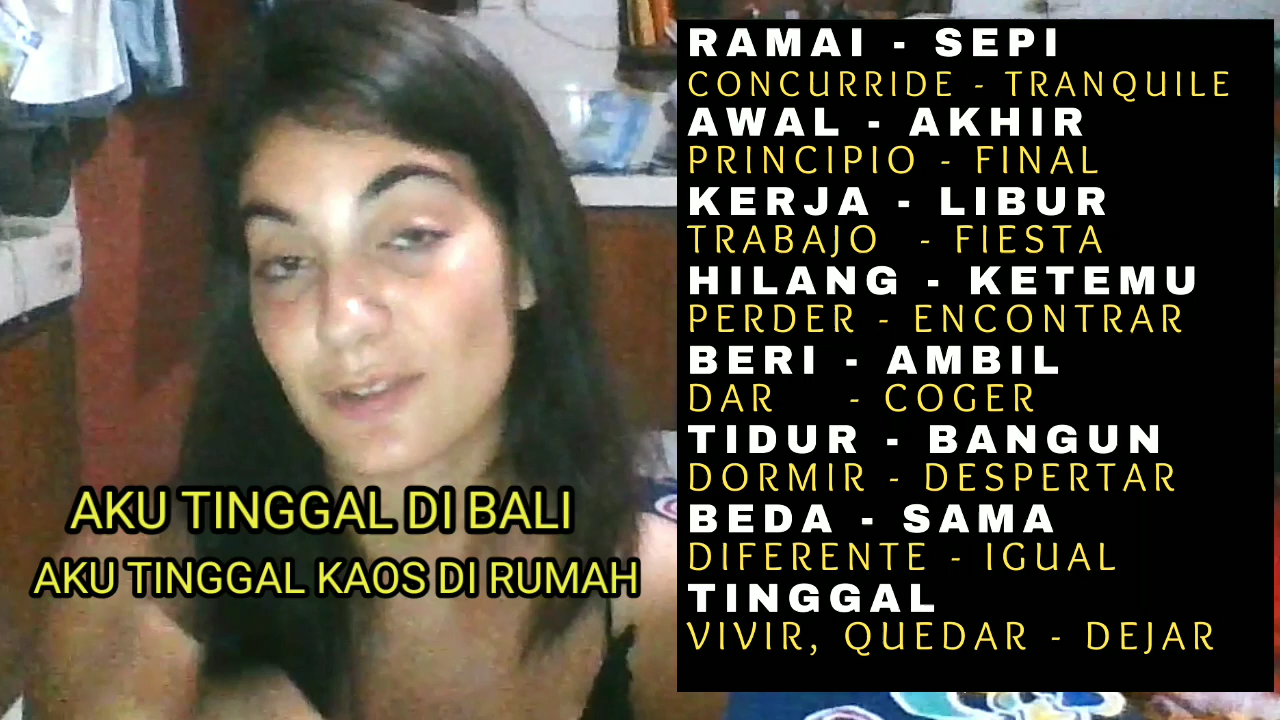 RAMAI - SEPI
CONCURRIDE - TRANQUILE
AWAL - AKHIR
PRINCIPIO - FINAL
KERJA - LIBUR
TRABAJO - FIESTA
HILANG - KETEMU
PERDER - ENCONTRAR
BERI - AMBIL
DAR - COGER
TIDUR - BANGUN
DORMIR - DESPERTAR
BEDA - SAMA
DIFERENTE - IGUAL
TINGGAL
VIVIR, QUEDAR - DEJAR
AKU TINGGAL DI BALI
AKU TINGGAL KAOS DI RUMAH